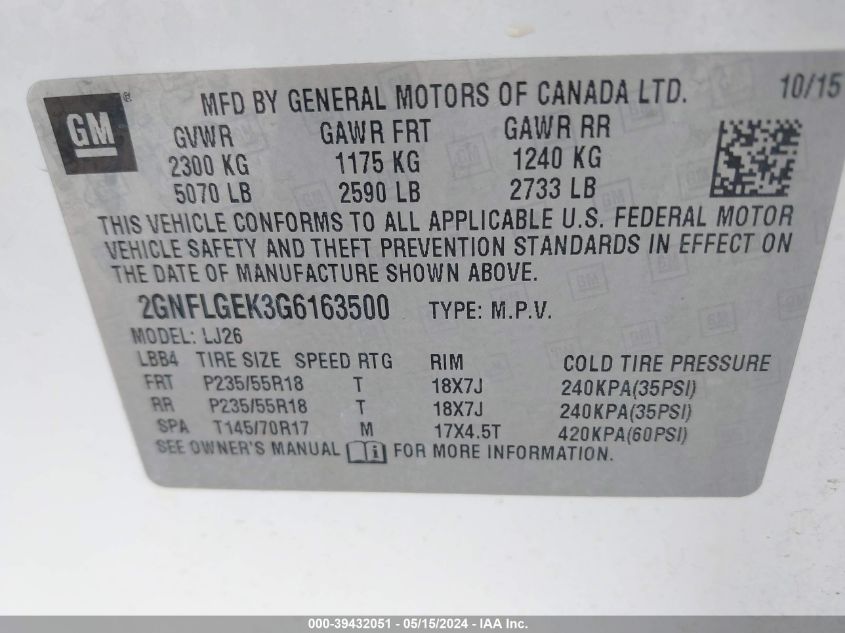 GM®
MFD BY GENERAL MOTORS OF CANADA LTD. 10/15
GVWR GAWR FRT GAWR RR
2300 KG 1175 KG 1240 KG
5070 LB 2590 LB 2733 LB
THIS VEHICLE CONFORMS TO ALL APPLICABLE U.S. FEDERAL MOTOR
VEHICLE SAFETY AND THEFT PREVENTION STANDARDS IN EFFECT ON
THE DATE OF MANUFACTURE SHOWN ABOVE.
2GNFLGEK3G6163500 TYPE: M.P.V.
MODEL: LJ26
LBB4 TIRE SIZE SPEED RTG RIM COLD TIRE PRESSURE
FRT P235/55R18 T 18X7J 240KPA(35PSI)
RR P235/55R18 T 18X7J 240KPA(35PSI)
SPA T145/70R17 M 17X4.5T 420KPA(60PSI)
SEE OWNER'S MANUAL FOR MORE INFORMATION.
000-39432051 - 05/15/2024 - IAA Inc.